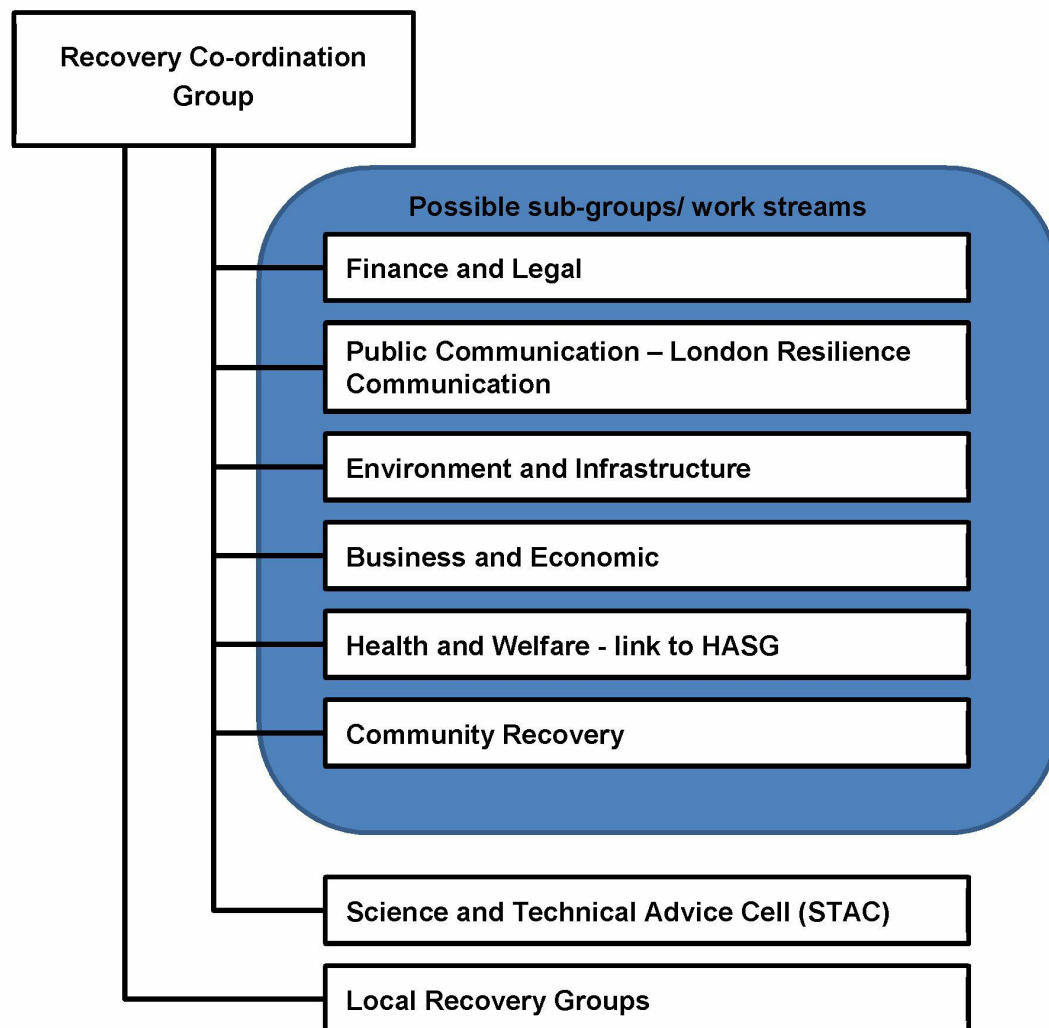 Recovery Co-ordination
Group
Possible sub-groups/ work streams
Finance and Legal
Public Communication – London Resilience
Communication
Environment and Infrastructure
Business and Economic
Health and Welfare - link to HASG
Community Recovery
Science and Technical Advice Cell (STAC)
Local Recovery Groups